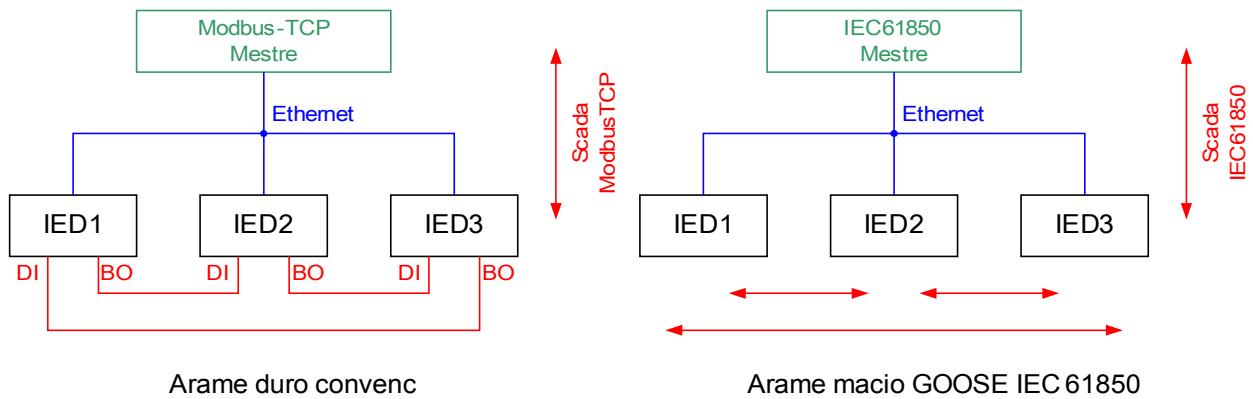 Modbus-TCP
Mestre
Ethernet
Scada
ModbusTCP
IED1
IED2
IED3
DI
BO
DI
BO
DI
BO
Arame duro convenc
IEC61850
Mestre
Ethernet
Scada
IEC61850
IED1
IED2
IED3
Arame macio GOOSE IEC 61850